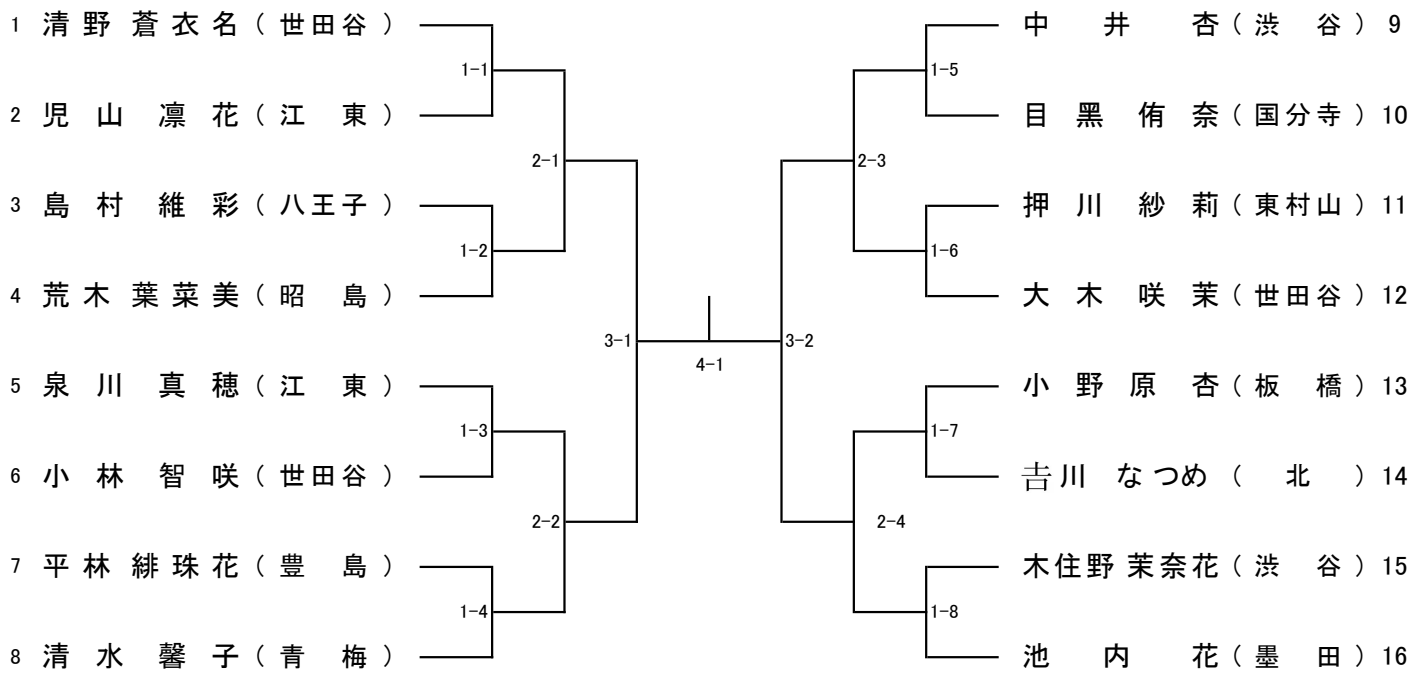 1 清野 蒼衣名 ( 世田谷 )
1-1
2 児山 凛花 ( 江東 )
2-1
3 島村 維彩 ( 八王子 )
1-2
4 荒木 葉菜美 ( 昭島 )
3-1
5 泉川 真穂 ( 江東 )
1-3
6 小林 智咲 ( 世田谷 )
2-2
7 平林 緋珠花 ( 豊島 )
1-4
8 清水 馨子 ( 青梅 )
4-1
中井 杏 ( 渋谷 ) 9
1-5
目黒 侑奈 ( 国分寺 ) 10
2-3
押川 紗莉 ( 東村山 ) 11
1-6
大木 咲茉 ( 世田谷 ) 12
3-2
小野原 杏 ( 板橋 ) 13
1-7
𠮷川 なつめ ( 北 ) 14
2-4
木住野 茉奈花 ( 渋谷 ) 15
1-8
池内 花 ( 墨田 ) 16